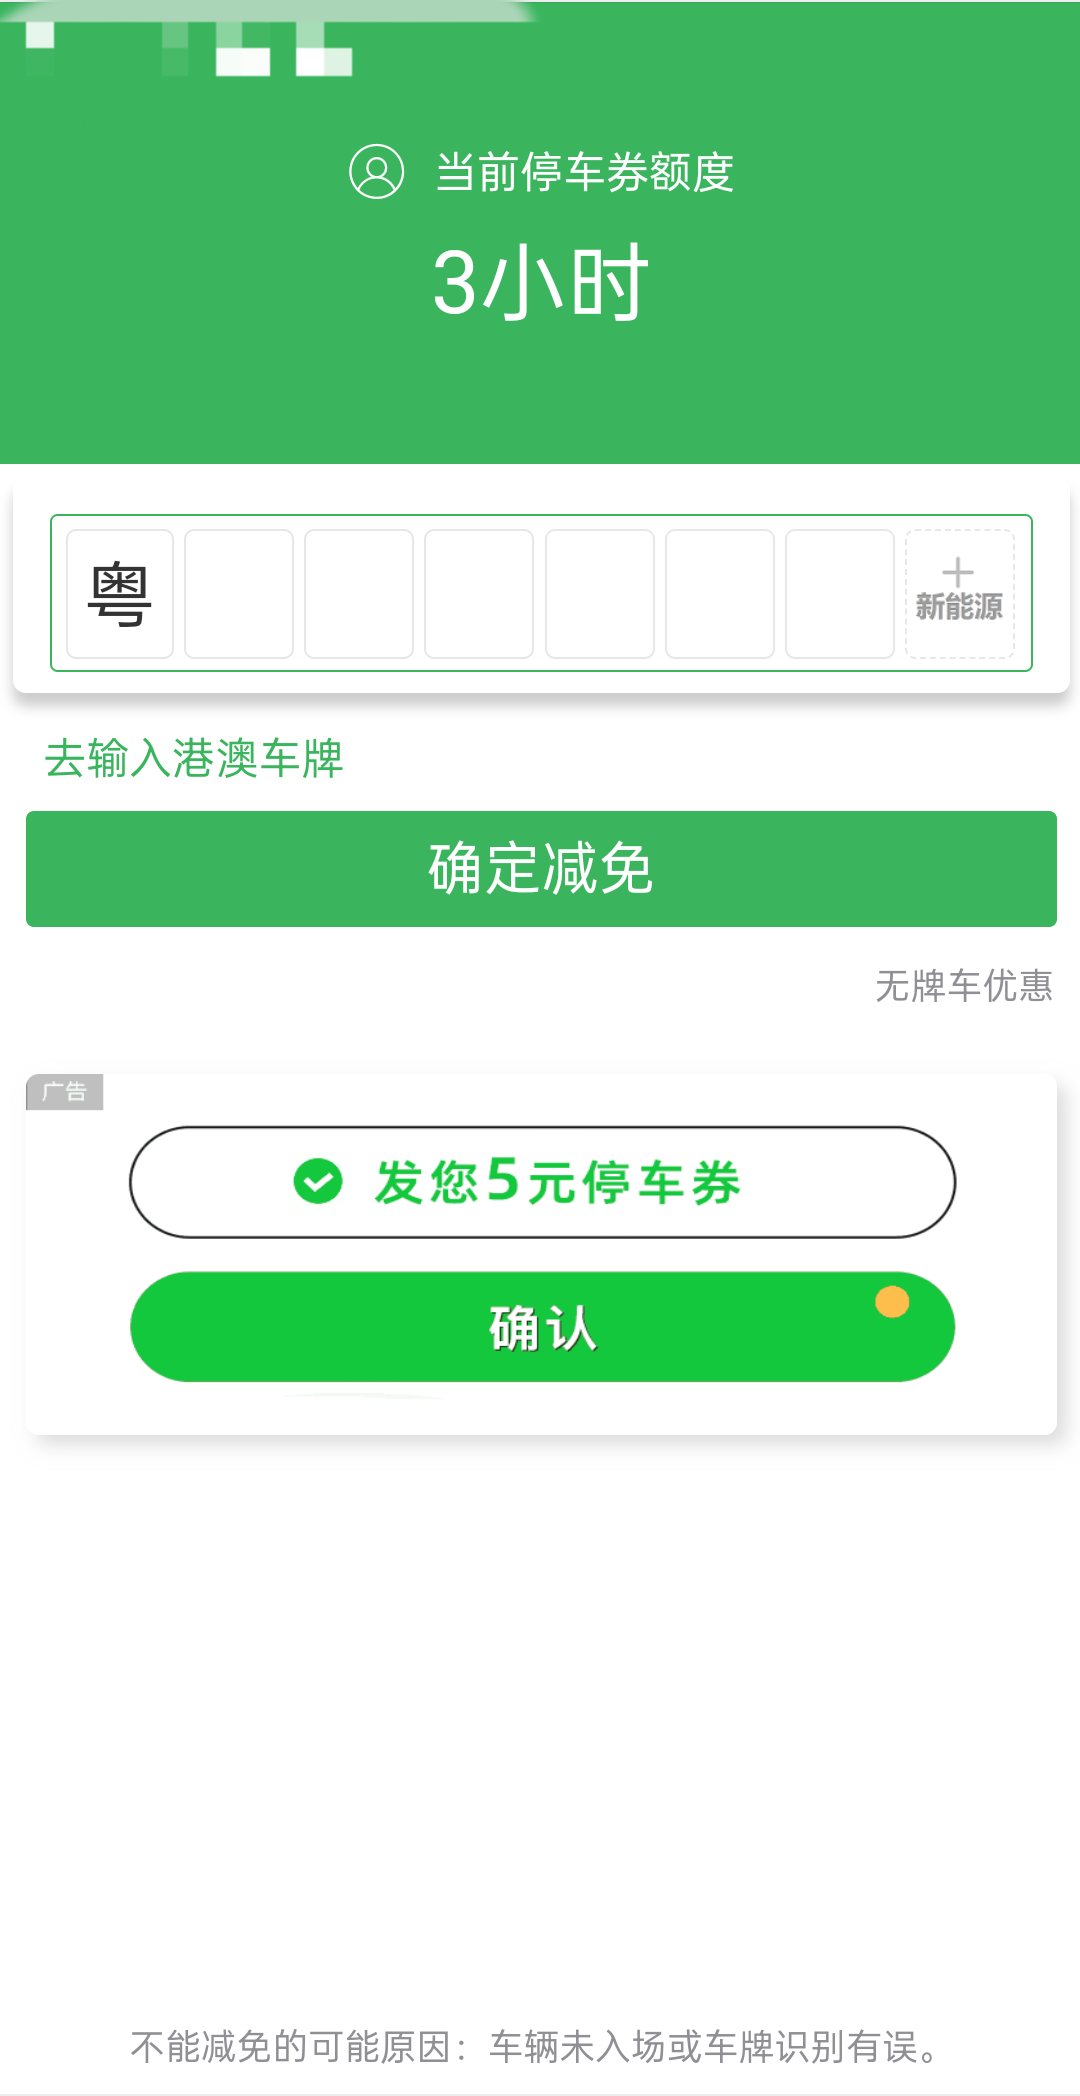 当前停车券额度
3小时
粤
新能源
去输入港澳车牌
确定减免
无牌车优惠
广告
发您5元停车券
确认
不能减免的可能原因：车辆未入场或车牌识别有误。